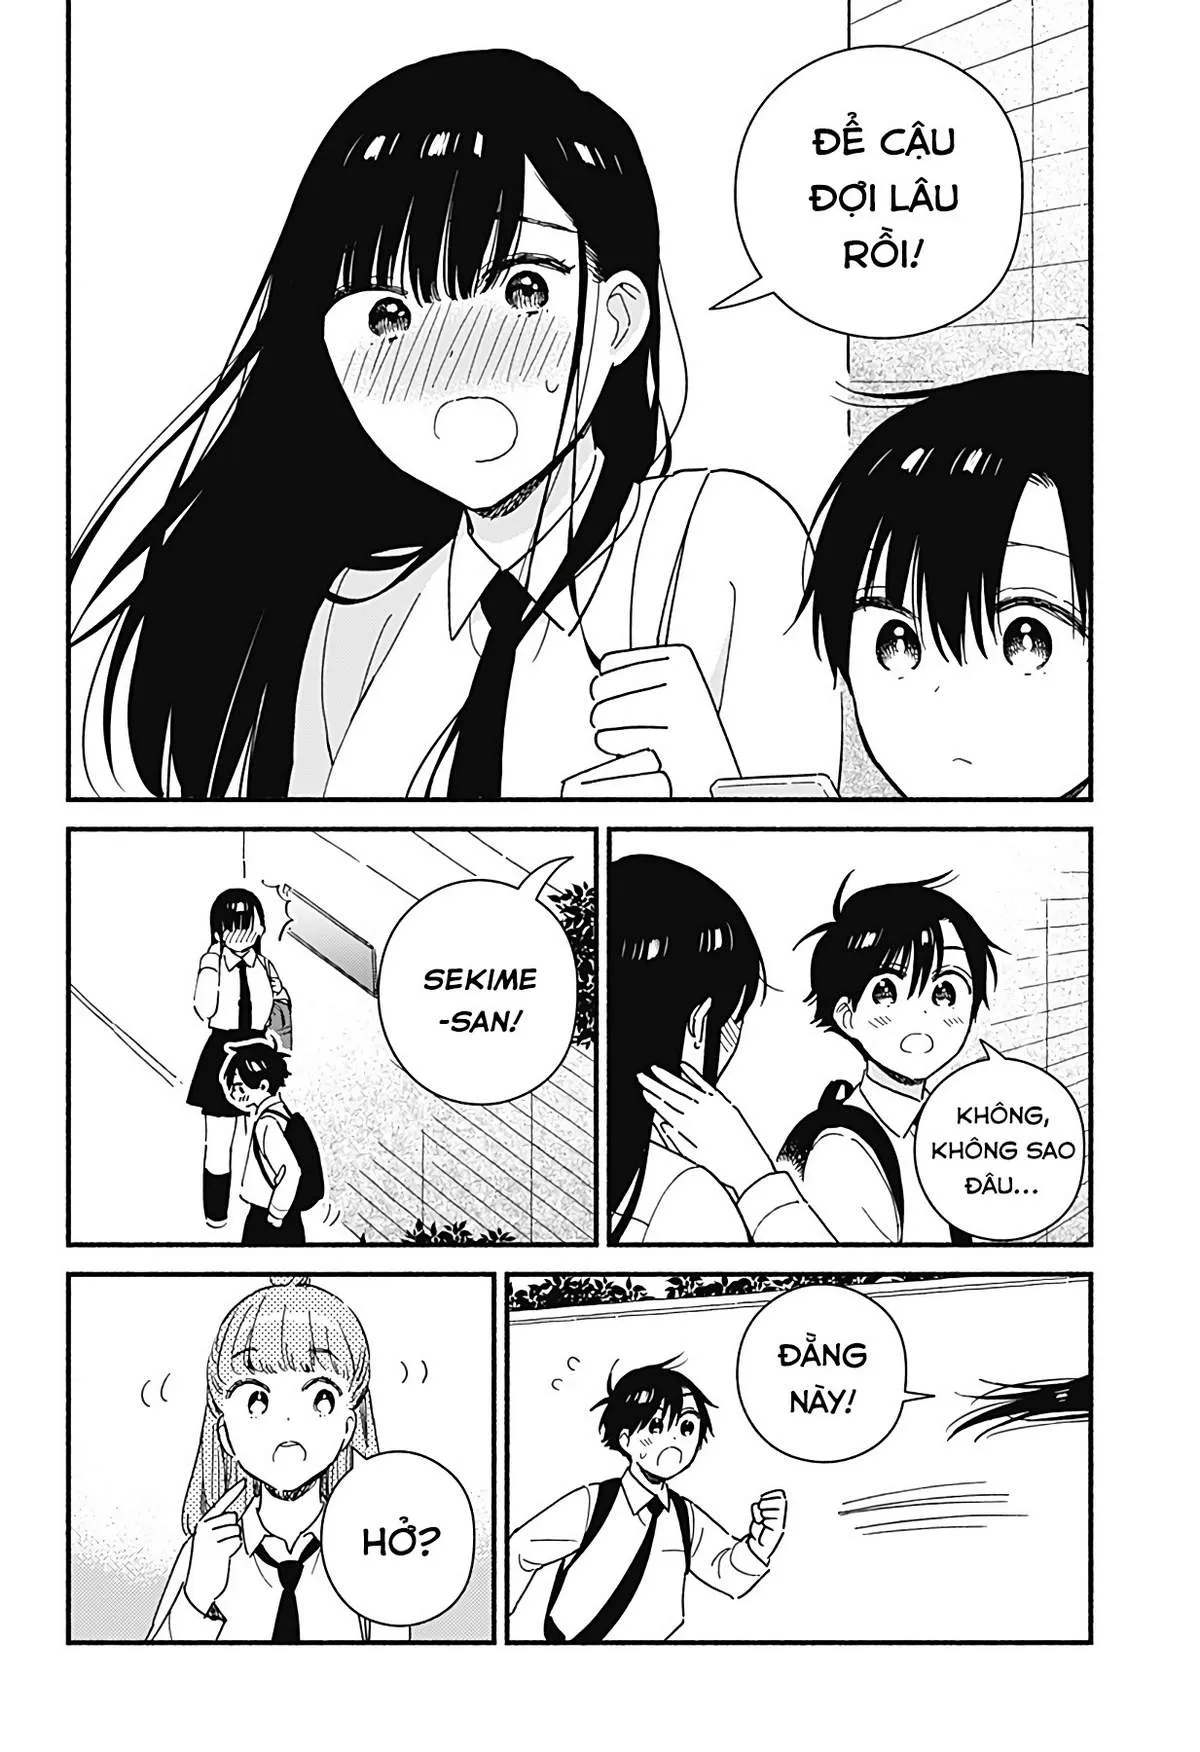 ĐỂ CẬU
ĐỢI LÂU
RỒI!
KHÔNG,
KHÔNG SAO
ĐÂU...
SEKIME
-SAN!
ĐẰNG
NÀY!
HỞ?